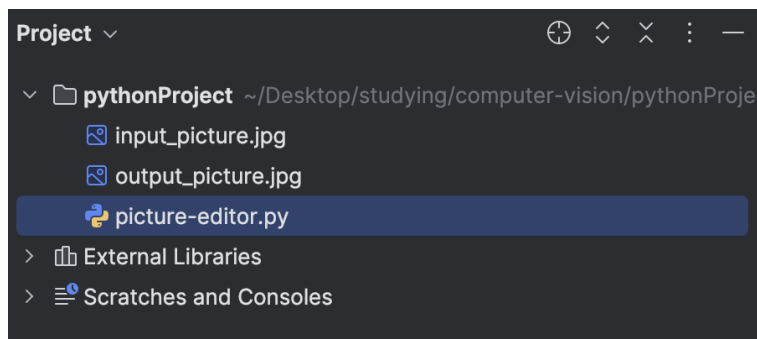 Project
pythonProject ~/Desktop/studying/computer-vision/pythonProje
input_picture.jpg
output_picture.jpg
picture-editor.py
External Libraries
Scratches and Consoles